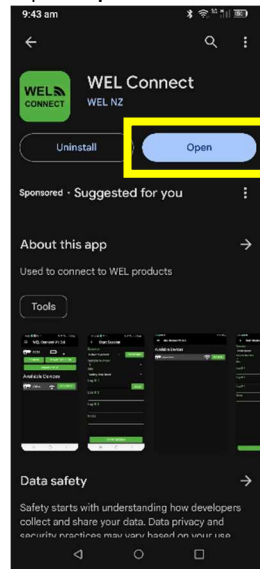 9:43 am
WEL
CONNECT
WEL Connect
WEL NZ
Uninstall
Open
Sponsored · Suggested for you
About this app
Used to connect to WEL products
Tools
Available Devices
Data safety
Safety starts with understanding how developers
collect and share your data. Data privacy and
security practices may vary based on your use